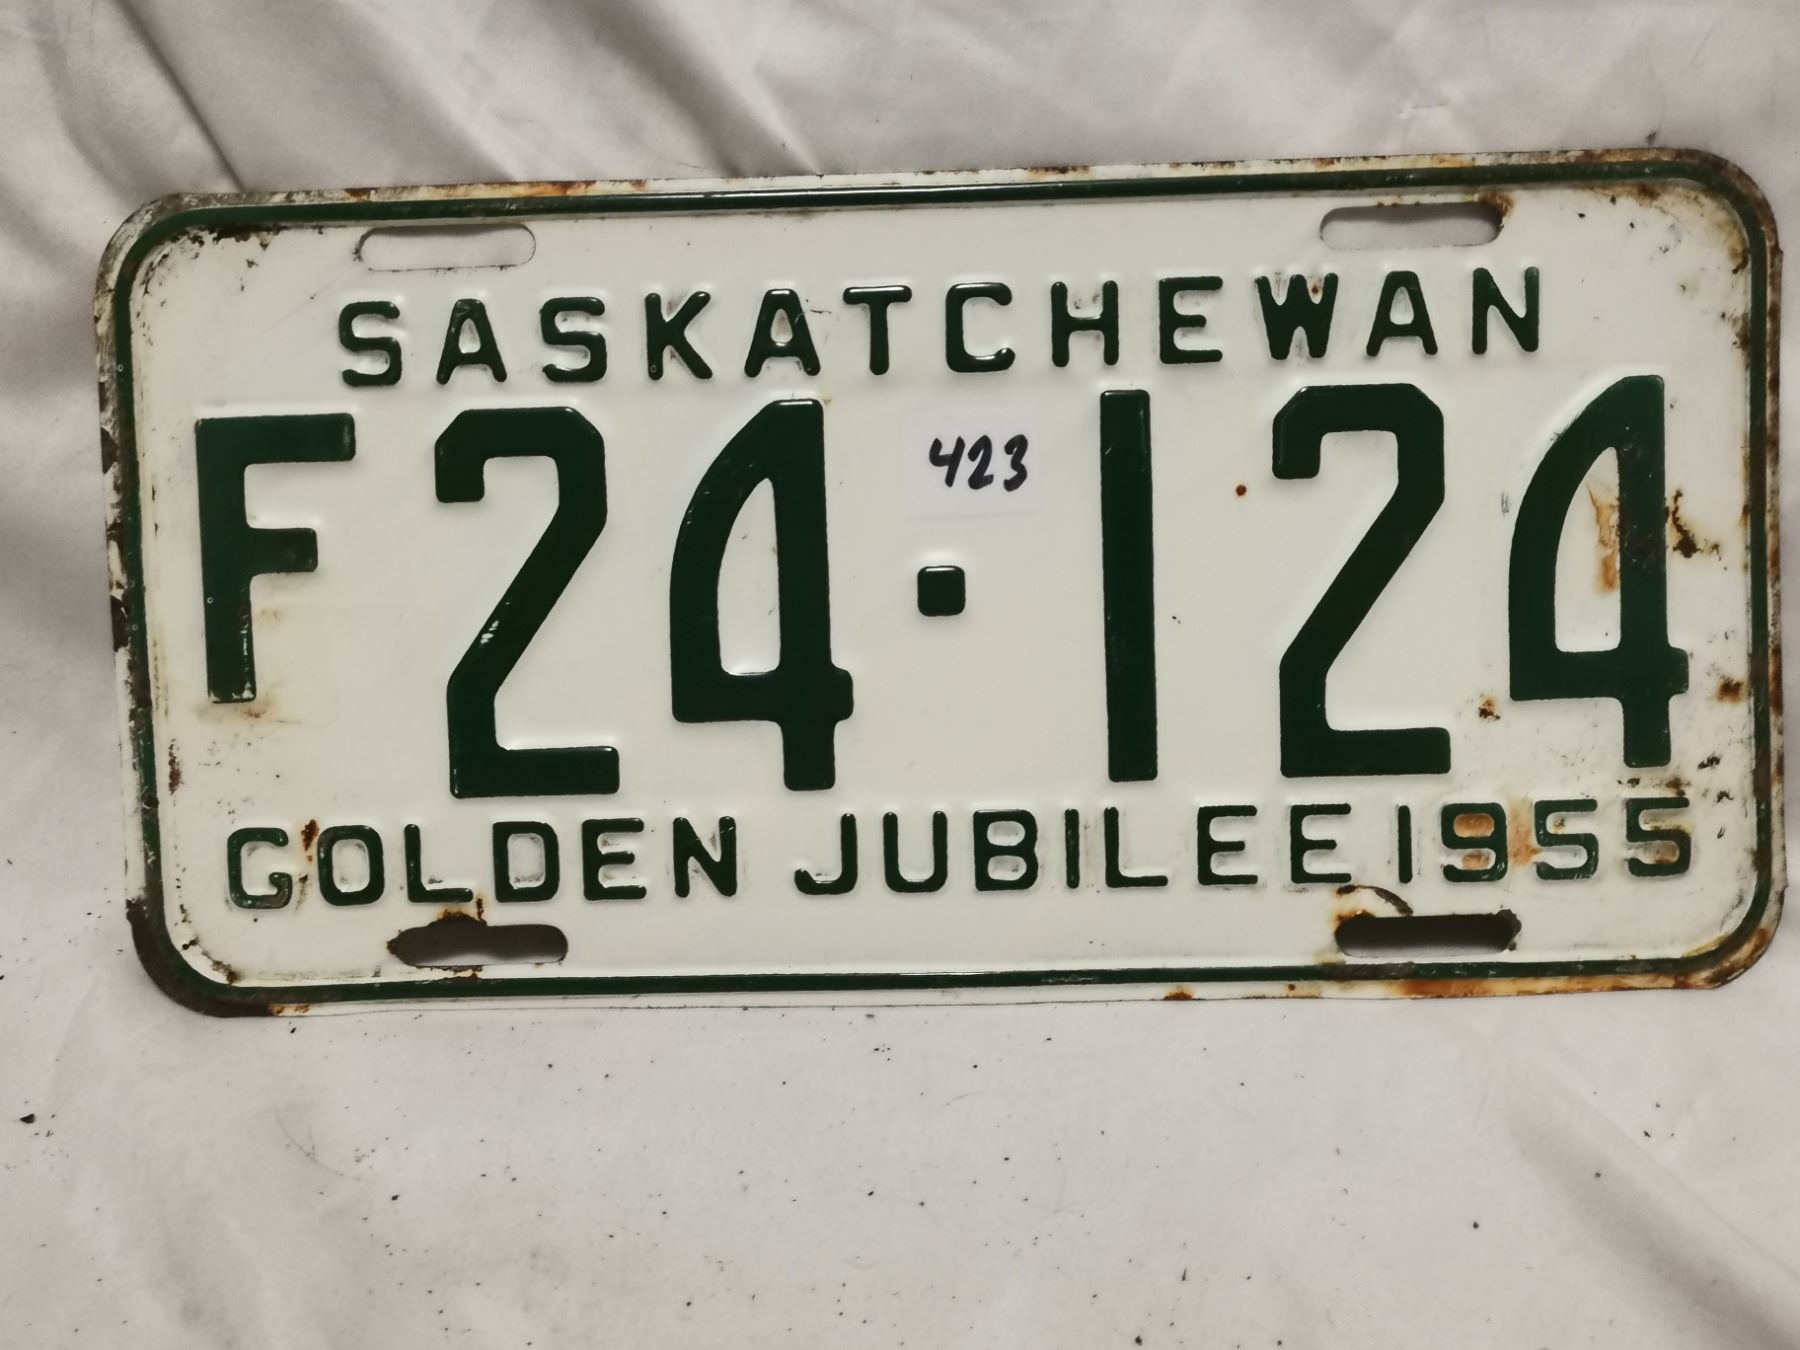 SASKATCHEWAN
423
F24·124
GOLDEN JUBILEE 1955